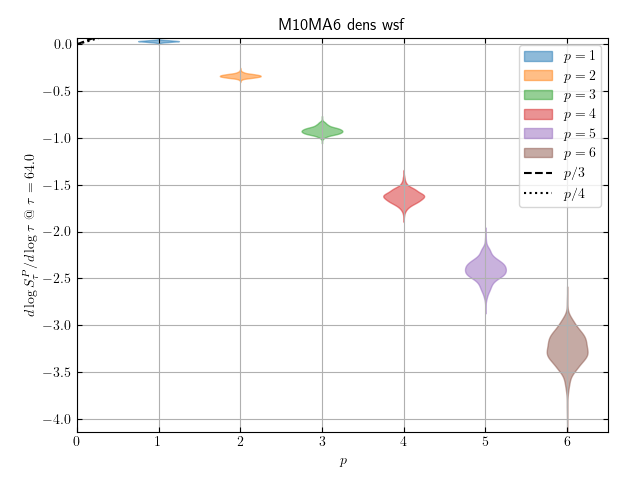 M10MA6 dens wsf
d log S_τ^P / d log τ @ τ = 64.0
0.0
−0.5
−1.0
−1.5
−2.0
−2.5
−3.0
−3.5
−4.0
0 1 2 3 4 5 6
p
p = 1
p = 2
p = 3
p = 4
p = 5
p = 6
p/3
p/4